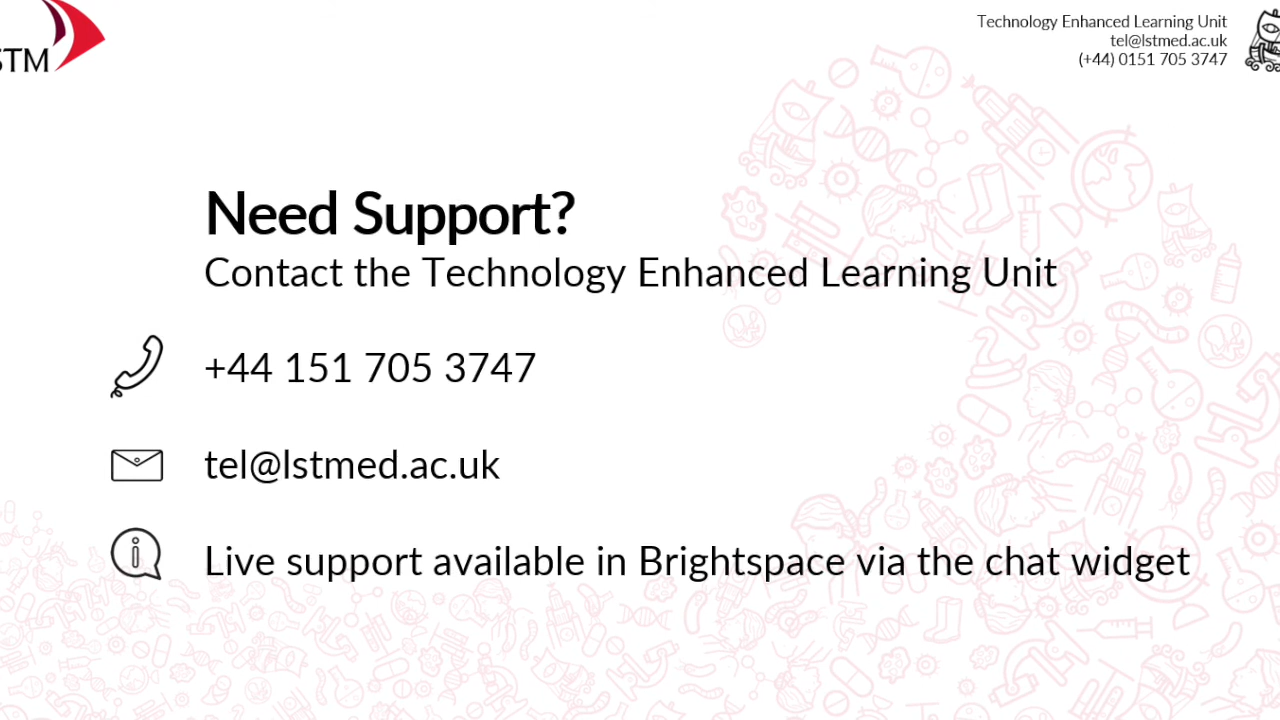 STM
Technology Enhanced Learning Unit
tel@lstmed.ac.uk
(+44) 0151 705 3747
Need Support?
Contact the Technology Enhanced Learning Unit
+44 151 705 3747
tel@lstmed.ac.uk
Live support available in Brightspace via the chat widget